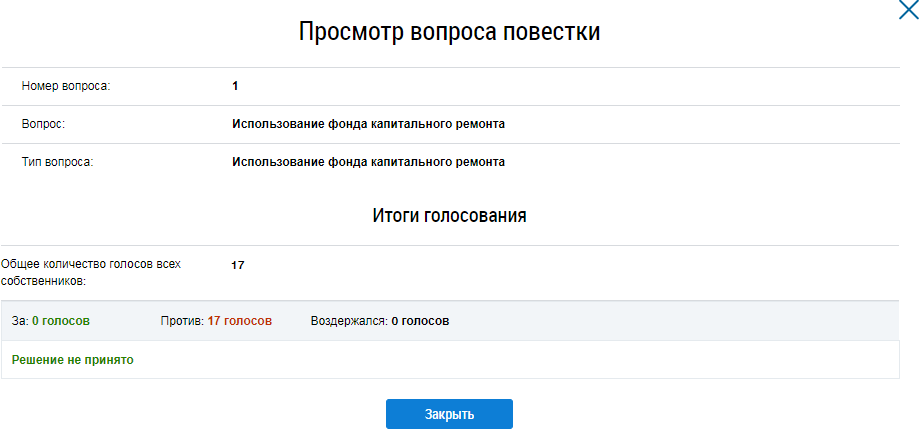 Просмотр вопроса повестки
Номер вопроса: 1
Вопрос: Использование фонда капитального ремонта
Тип вопроса: Использование фонда капитального ремонта
Итоги голосования
Общее количество голосов всех 17
собственников:
За: 0 голосов Против: 17 голосов Воздержался: 0 голосов
Решение не принято
Закрыть